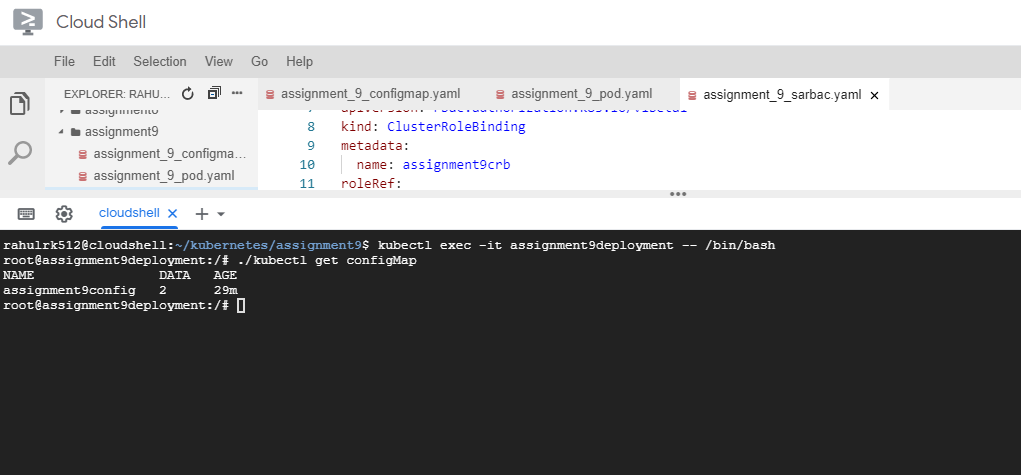 Cloud Shell
File Edit Selection View Go Help
EXPLORER: RAHU...
assignment9
assignment_9_configma...
assignment_9_pod.yaml
assignment_9_configmap.yaml assignment_9_pod.yaml assignment_9_sarbac.yaml
8 kind: ClusterRoleBinding
9 metadata:
10 name: assignment9crb
11 roleRef:
cloudshell
rahulrk512@cloudshell:~/kubernetes/assignment9$ kubectl exec -it assignment9deployment -- /bin/bash
root@assignment9deployment:/# ./kubectl get configMap
NAME DATA AGE
assignment9config 2 29m
root@assignment9deployment:/#